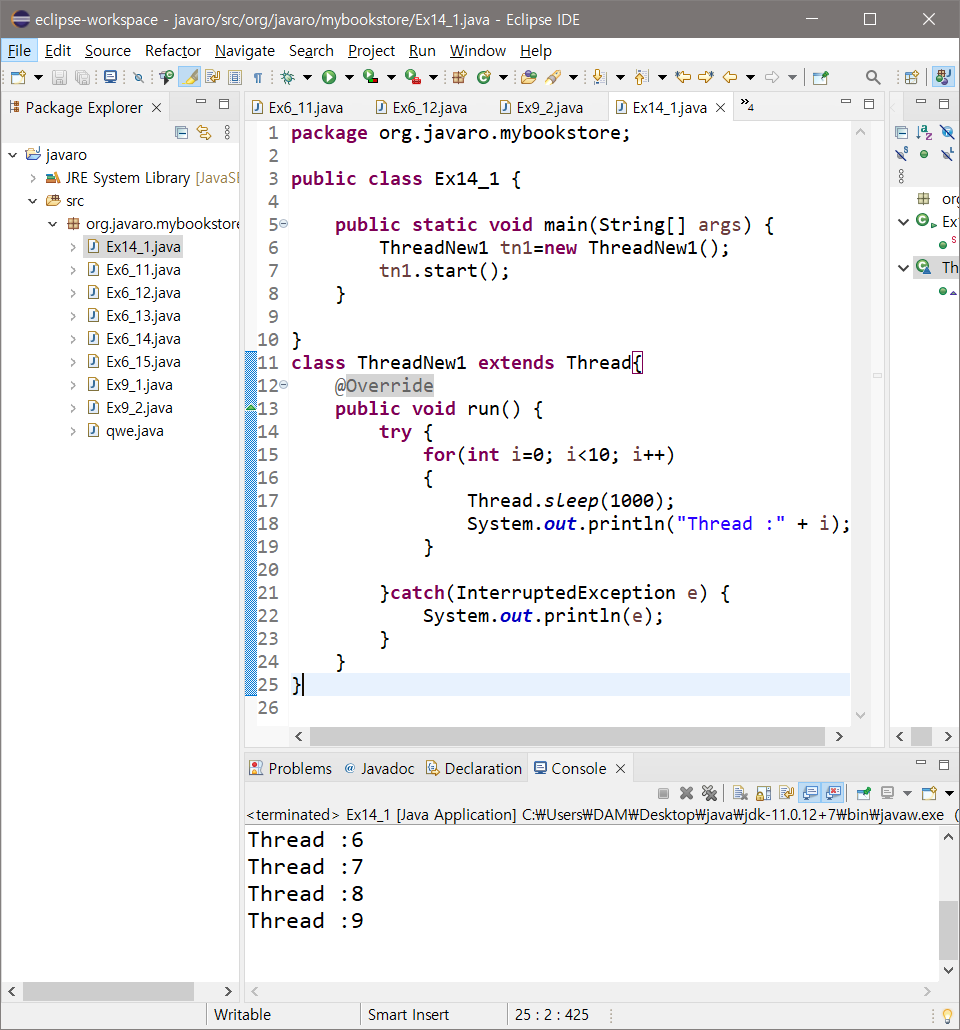 eclipse-workspace - javaro/src/org/javaro/mybookstore/Ex14_1.java - Eclipse IDE
File Edit Source Refactor Navigate Search Project Run Window Help
Package Explorer
javaro
JRE System Library [JavaSE
src
org.javaro.mybookstore
Ex14_1.java
Ex6_11.java
Ex6_12.java
Ex6_13.java
Ex6_14.java
Ex6_15.java
Ex9_1.java
Ex9_2.java
qwe.java
Ex6_11.java Ex6_12.java Ex9_2.java Ex14_1.java »4
1 package org.javaro.mybookstore;
2
3 public class Ex14_1 {
4
5 public static void main(String[] args) {
6 ThreadNew1 tn1=new ThreadNew1();
7 tn1.start();
8 }
9
10 }
11 class ThreadNew1 extends Thread{
12 @Override
13 public void run() {
14 try {
15 for(int i=0; i<10; i++)
16 {
17 Thread.sleep(1000);
18 System.out.println("Thread :" + i);
19 }
20
21 }catch(InterruptedException e) {
22 System.out.println(e);
23 }
24 }
25 }
26
org
Ex
Th
Problems @ Javadoc Declaration Console
<terminated> Ex14_1 [Java Application] C:₩Users₩DAM₩Desktop₩java₩jdk-11.0.12+7₩bin₩javaw.exe (
Thread :6
Thread :7
Thread :8
Thread :9
Writable Smart Insert 25 : 2 : 425